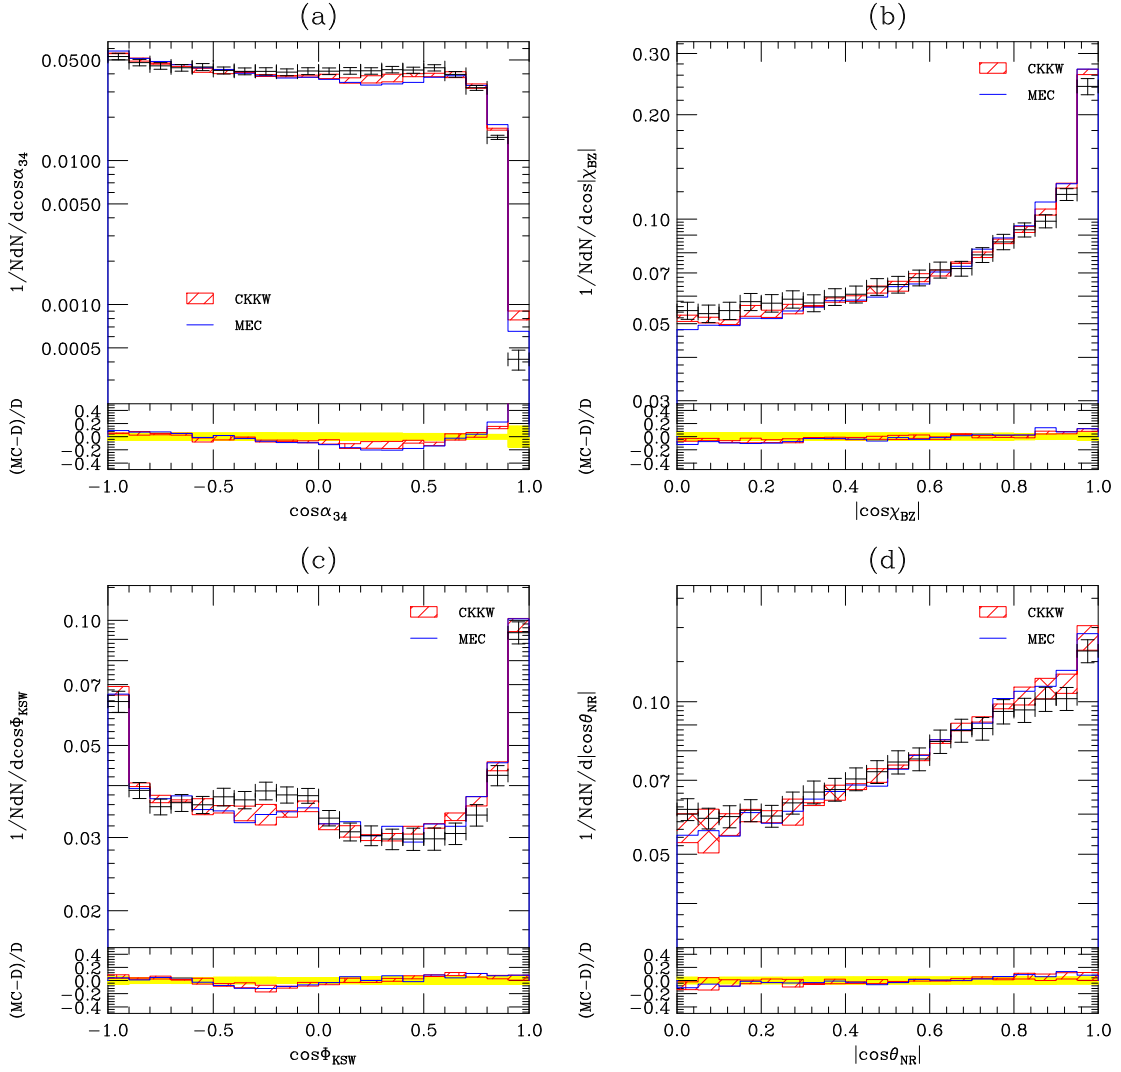 (a)
1/NdN/dcosα34
0.0500
0.0100
0.0050
0.0010
0.0005
CKKW
MEC
(MC-D)/D
0.4
0.2
0.0
−0.2
−0.4
−1.0 −0.5 0.0 0.5 1.0
cosα34
(b)
1/NdN/dcos|χBZ|
0.30
0.20
0.10
0.07
0.05
0.03
CKKW
MEC
(MC-D)/D
0.4
0.2
0.0
−0.2
−0.4
0.0 0.2 0.4 0.6 0.8 1.0
|cosχBZ|
(c)
1/NdN/dcosΦKSW
0.10
0.07
0.05
0.03
0.02
CKKW
MEC
(MC-D)/D
0.4
0.2
0.0
−0.2
−0.4
−1.0 −0.5 0.0 0.5 1.0
cosΦKSW
(d)
1/NdN/d|cosθNR|
0.10
0.07
0.05
CKKW
MEC
(MC-D)/D
0.4
0.2
0.0
−0.2
−0.4
0.0 0.2 0.4 0.6 0.8 1.0
|cosθNR|